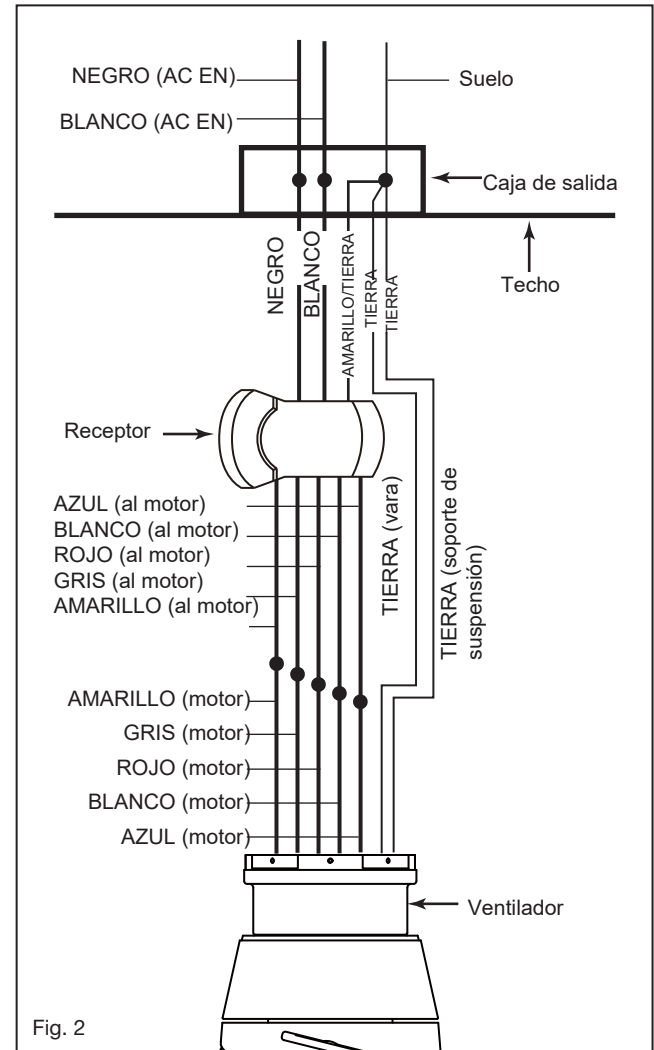 NEGRO (AC EN)
Suelo
BLANCO (AC EN)
Caja de salida
Techo
NEGRO
BLANCO
AMARILLO/TIERRA
TIERRA
TIERRA
Receptor
AZUL (al motor)
BLANCO (al motor)
ROJO (al motor)
GRIS (al motor)
AMARILLO (al motor)
TIERRA (vara)
TIERRA (soporte de
suspensión)
AMARILLO (motor)
GRIS (motor)
ROJO (motor)
BLANCO (motor)
AZUL (motor)
Ventilador
Fig. 2